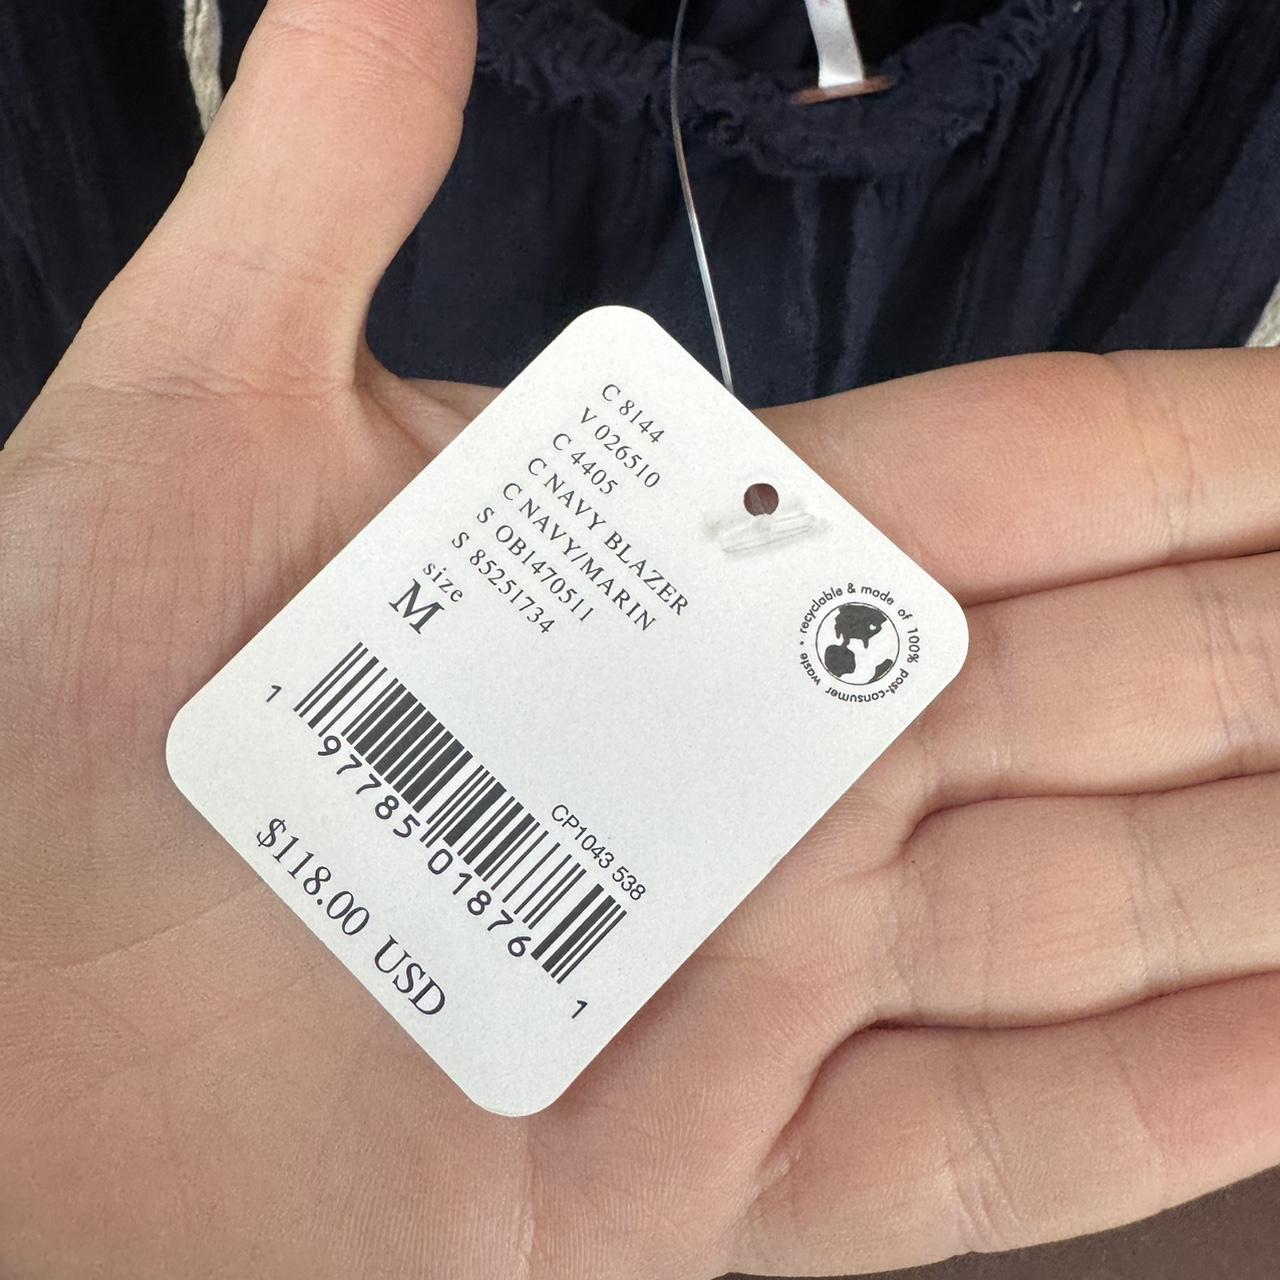 C 8144
V 026510
C 4405
C NAVY BLAZER
C NAVY/MARIN
S OB1470511
S 85251734
size
M
recyclable & made of 100% post-consumer waste •
CP1043 538
1 97785 01876 1
$118.00 USD